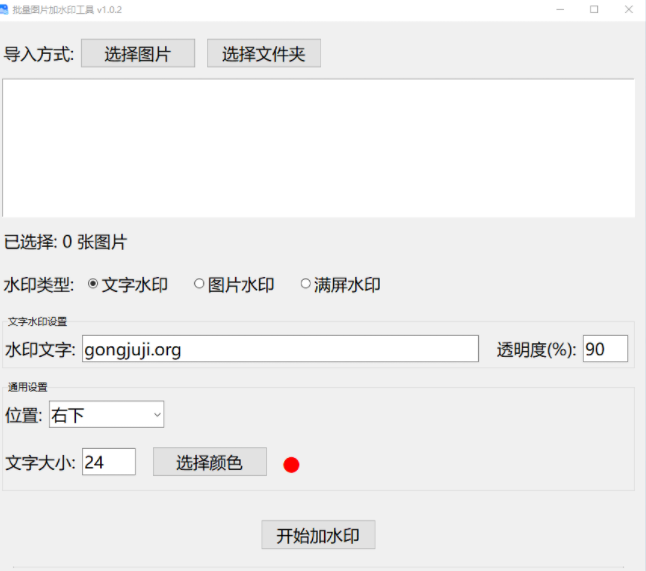 批量图片加水印工具 v1.0.2
导入方式: 选择图片 选择文件夹
已选择: 0 张图片
水印类型: 文字水印 图片水印 满屏水印
文字水印设置
水印文字: gongjuji.org 透明度(%): 90
通用设置
位置: 右下
文字大小: 24 选择颜色
开始加水印